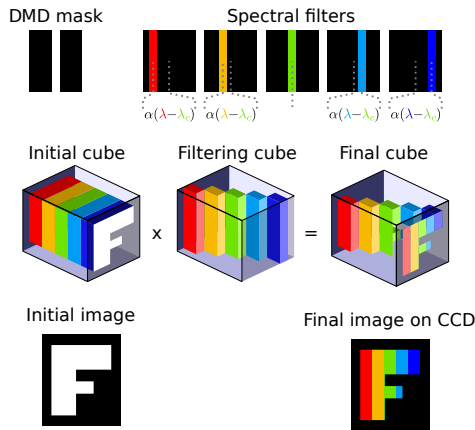 DMD mask
Spectral filters
α(λ−λc) α(λ−λc) α(λ−λc) α(λ−λc)
Initial cube
Filtering cube
Final cube
F
x
=
F
Initial image
Final image on CCD
F
F